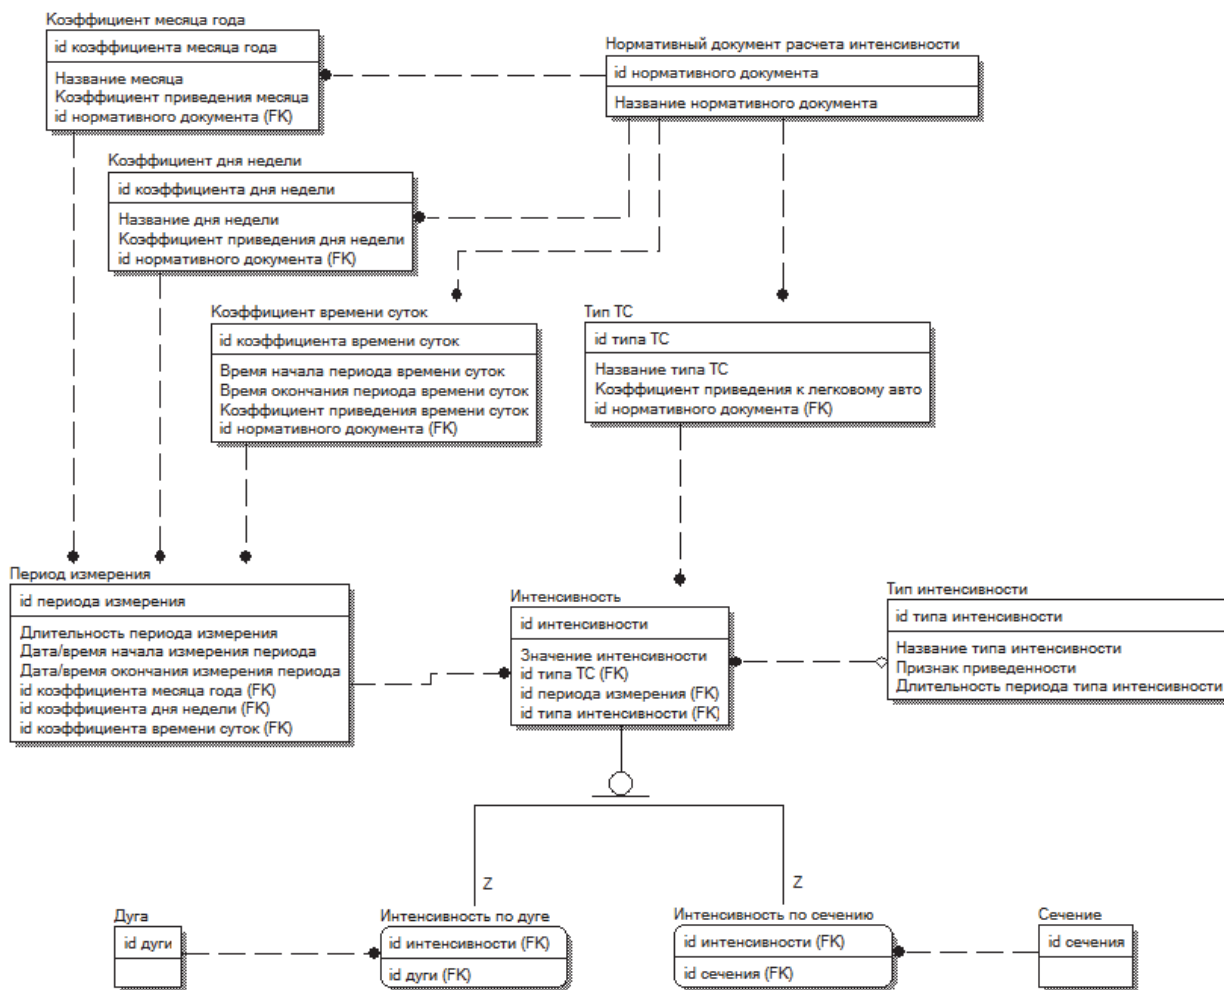 Коэффициент месяца года
id коэффициента месяца года
Название месяца
Коэффициент приведения месяца
id нормативного документа (FK)
Нормативный документ расчета интенсивности
id нормативного документа
Название нормативного документа
Коэффициент дня недели
id коэффициента дня недели
Название дня недели
Коэффициент приведения дня недели
id нормативного документа (FK)
Коэффициент времени суток
id коэффициента времени суток
Время начала периода времени суток
Время окончания периода времени суток
Коэффициент приведения времени суток
id нормативного документа (FK)
Тип ТС
id типа ТС
Название типа ТС
Коэффициент приведения к легковому авто
id нормативного документа (FK)
Период измерения
id периода измерения
Длительность периода измерения
Дата/время начала измерения периода
Дата/время окончания измерения периода
id коэффициента месяца года (FK)
id коэффициента дня недели (FK)
id коэффициента времени суток (FK)
Интенсивность
id интенсивности
Значение интенсивности
id типа ТС (FK)
id периода измерения (FK)
id типа интенсивности (FK)
Тип интенсивности
id типа интенсивности
Название типа интенсивности
Признак приведенности
Длительность периода типа интенсивности
Z
Z
Дуга
id дуги
Интенсивность по дуге
id интенсивности (FK)
id дуги (FK)
Интенсивность по сечению
id интенсивности (FK)
id сечения (FK)
Сечение
id сечения